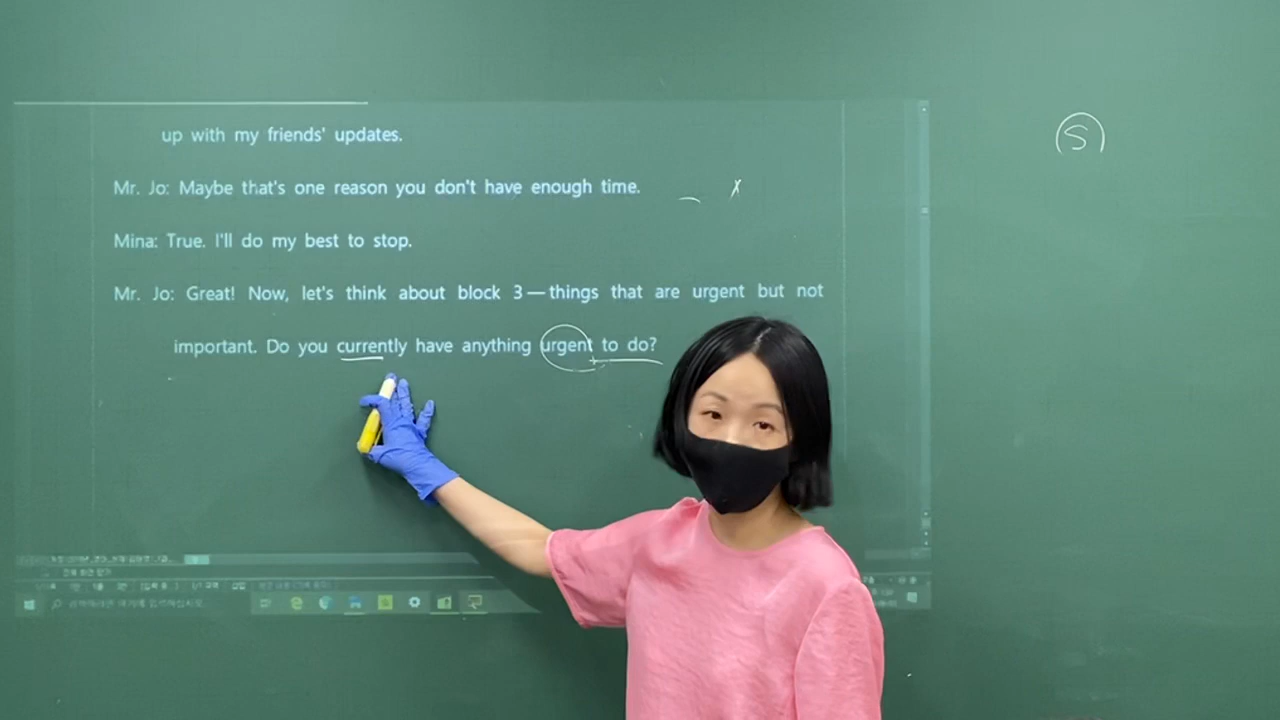 up with my friends' updates.
Mr. Jo: Maybe that's one reason you don't have enough time.
Mina: True. I'll do my best to stop.
Mr. Jo: Great! Now, let's think about block 3—things that are urgent but not
important. Do you currently have anything urgent to do?
S
x